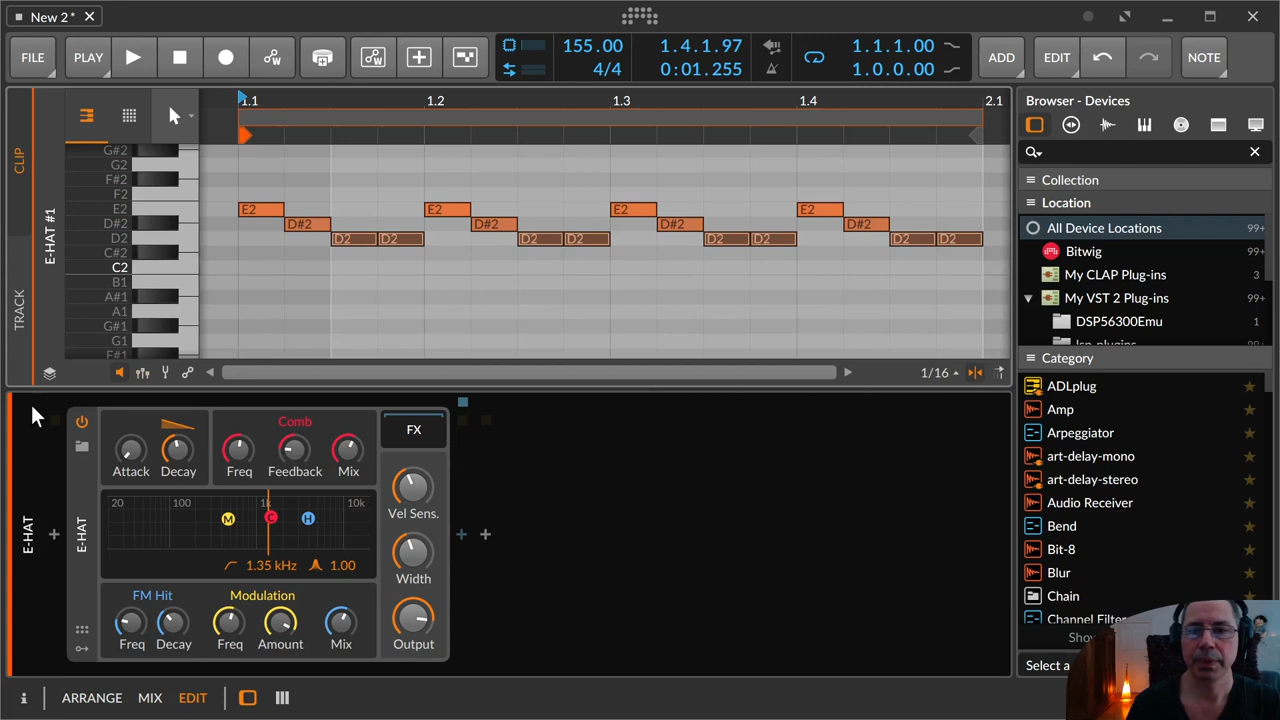 New 2*
FILE
PLAY
155.00
4/4
1.4.1.97
0:01.255
1.1.1.00
1.0.0.00
ADD
EDIT
NOTE
CLIP
TRACK
E-HAT #1
1.1
1.2
1.3
1.4
2.1
G#2
G2
F#2
F2
E2
D#2
D2
C#2
C2
B1
A#1
A1
G#1
G1
F#1
E2 E2 E2 E2
D#2 D#2 D#2 D#2
D2 D2 D2 D2 D2 D2 D2 D2
1/16
E-HAT
E-HAT
Attack Decay
Comb
Freq Feedback Mix
20 100 1k 10k
M C H
1.35 kHz 1.00
FM Hit
Freq Decay
Modulation
Freq Amount Mix
FX
Vel Sens.
Width
Output
ARRANGE MIX EDIT
Browser - Devices
Collection
Location
All Device Locations 99+
Bitwig 99+
My CLAP Plug-ins 3
My VST 2 Plug-ins 99+
DSP56300Emu 1
lsp-plugins
Category
ADLplug
Amp
Arpeggiator
art-delay-mono
art-delay-stereo
Audio Receiver
Bend
Bit-8
Blur
Chain
Channel Filter
Select a